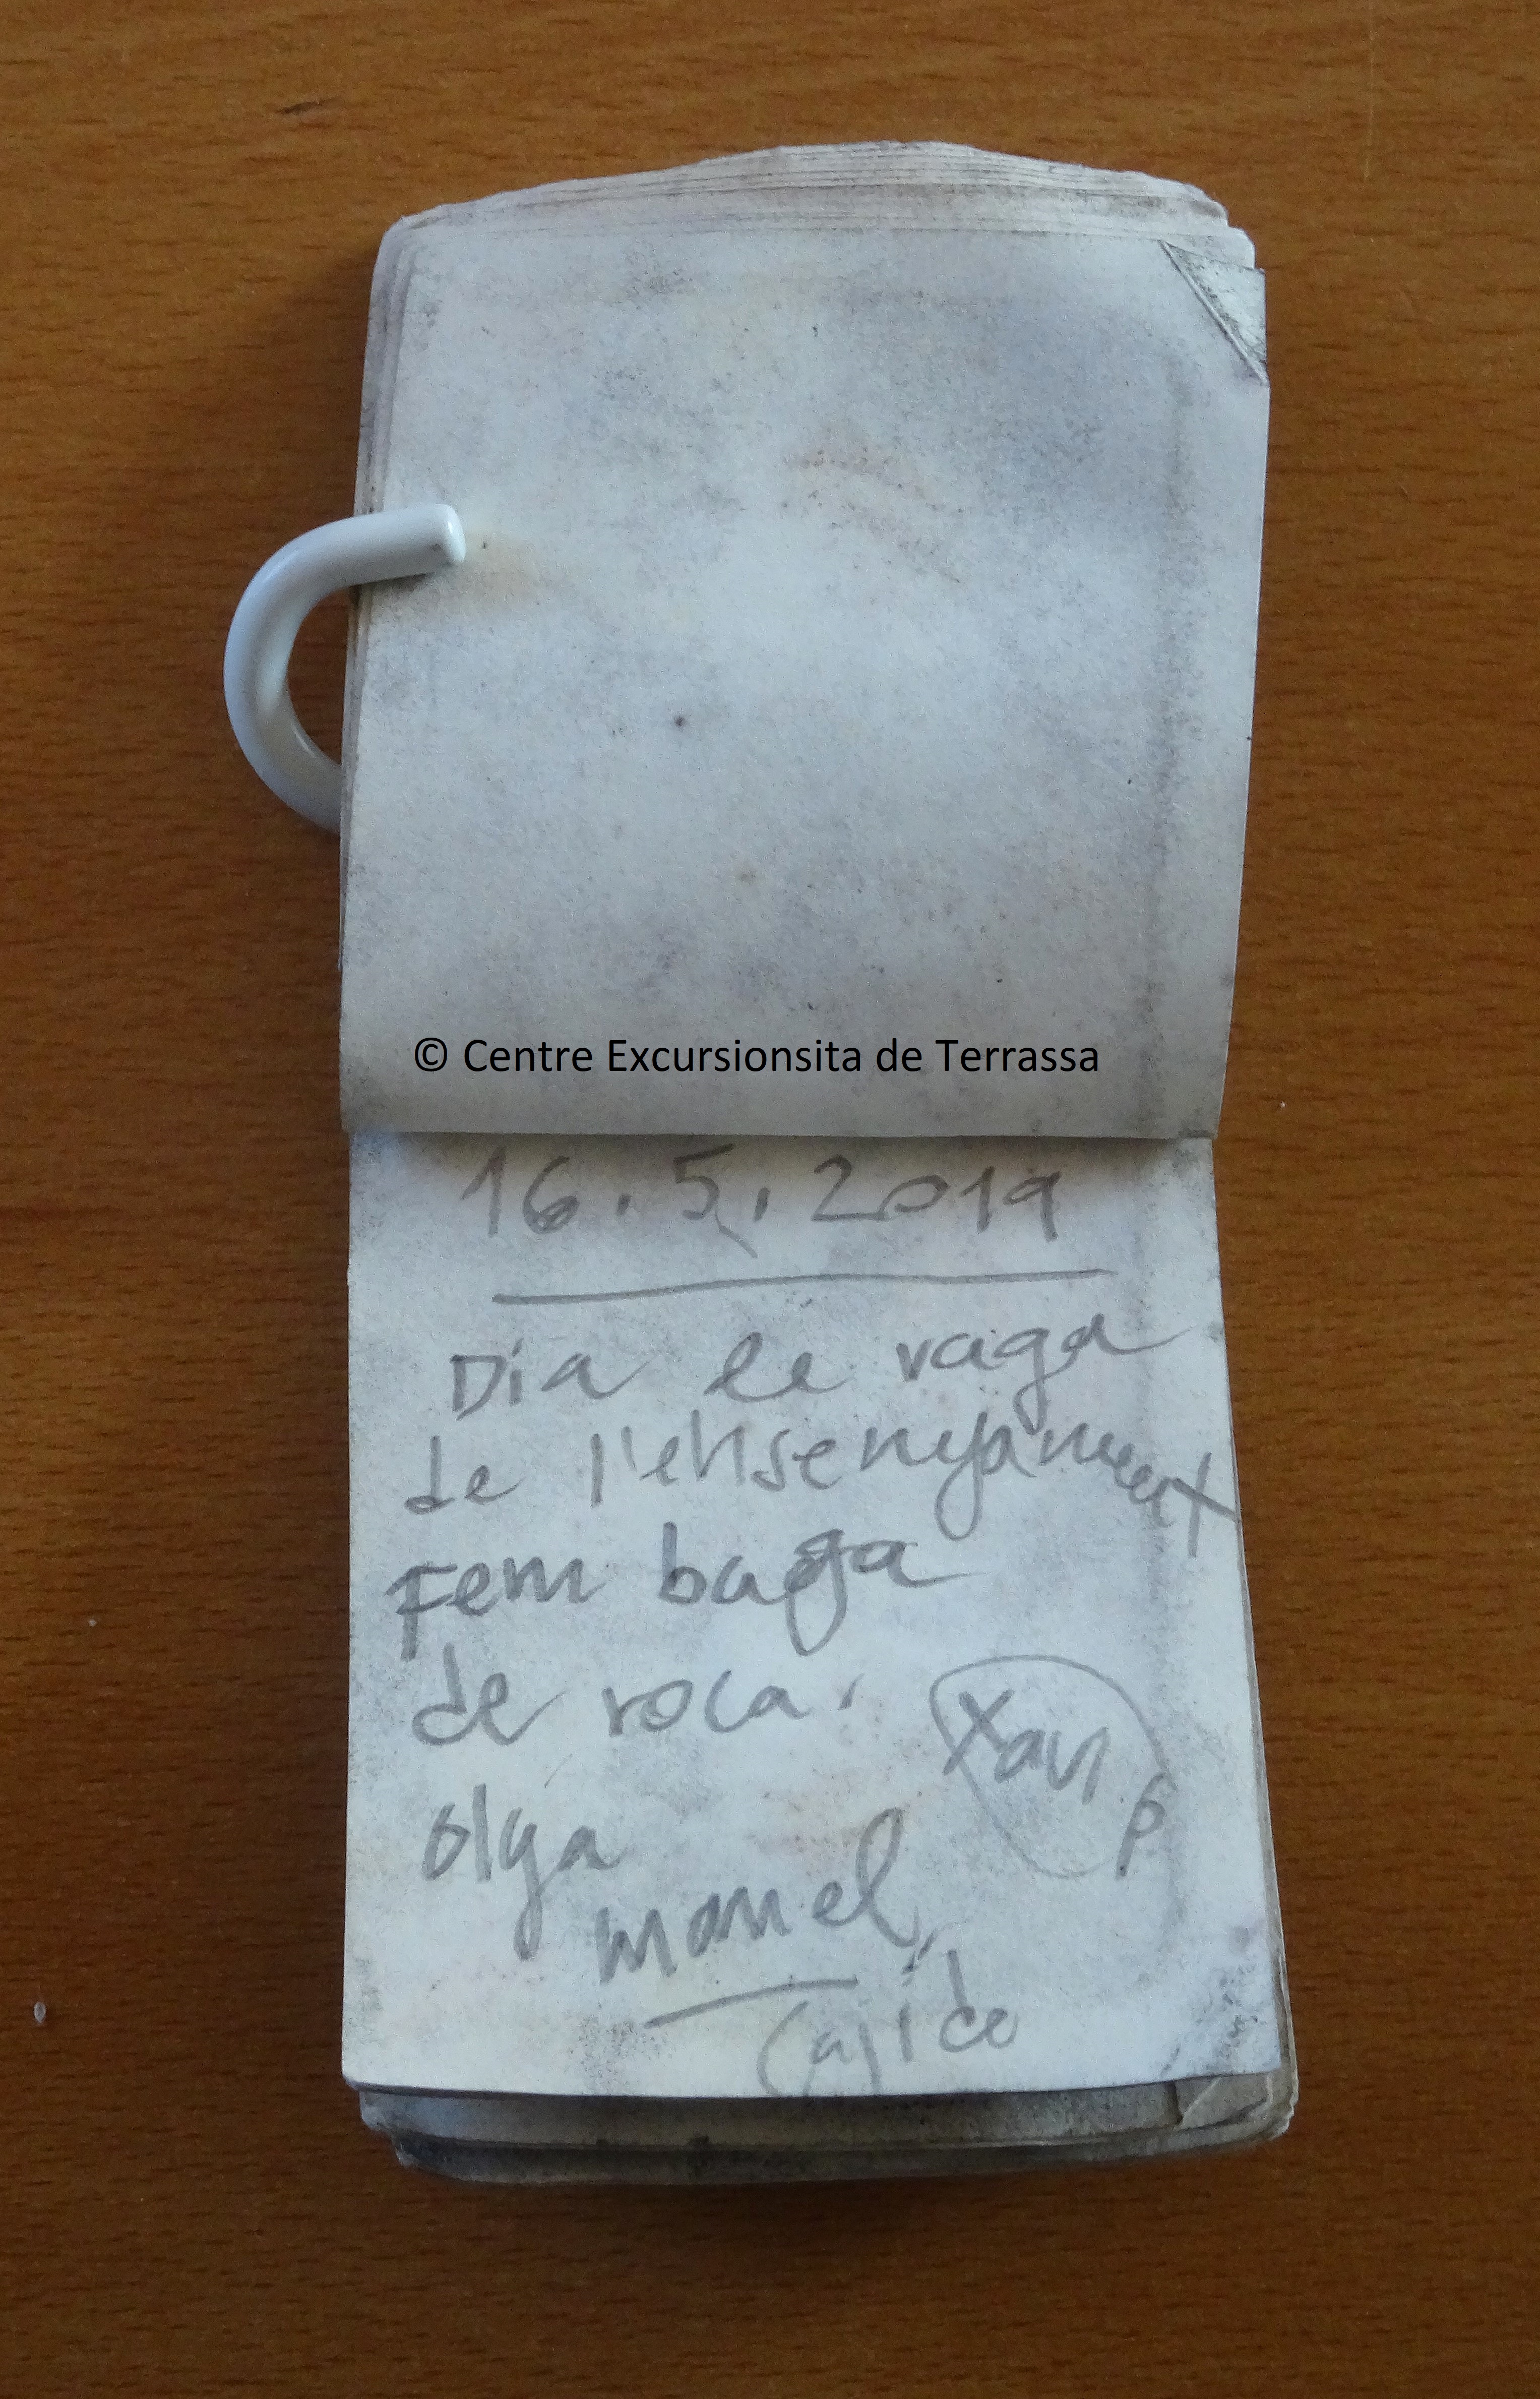 © Centre Excursionsita de Terrassa
16.5.2019
Dia de vaga
de l'ensenyament
Fem baga
de roca.
Xavi P
olga
manel
Cajido